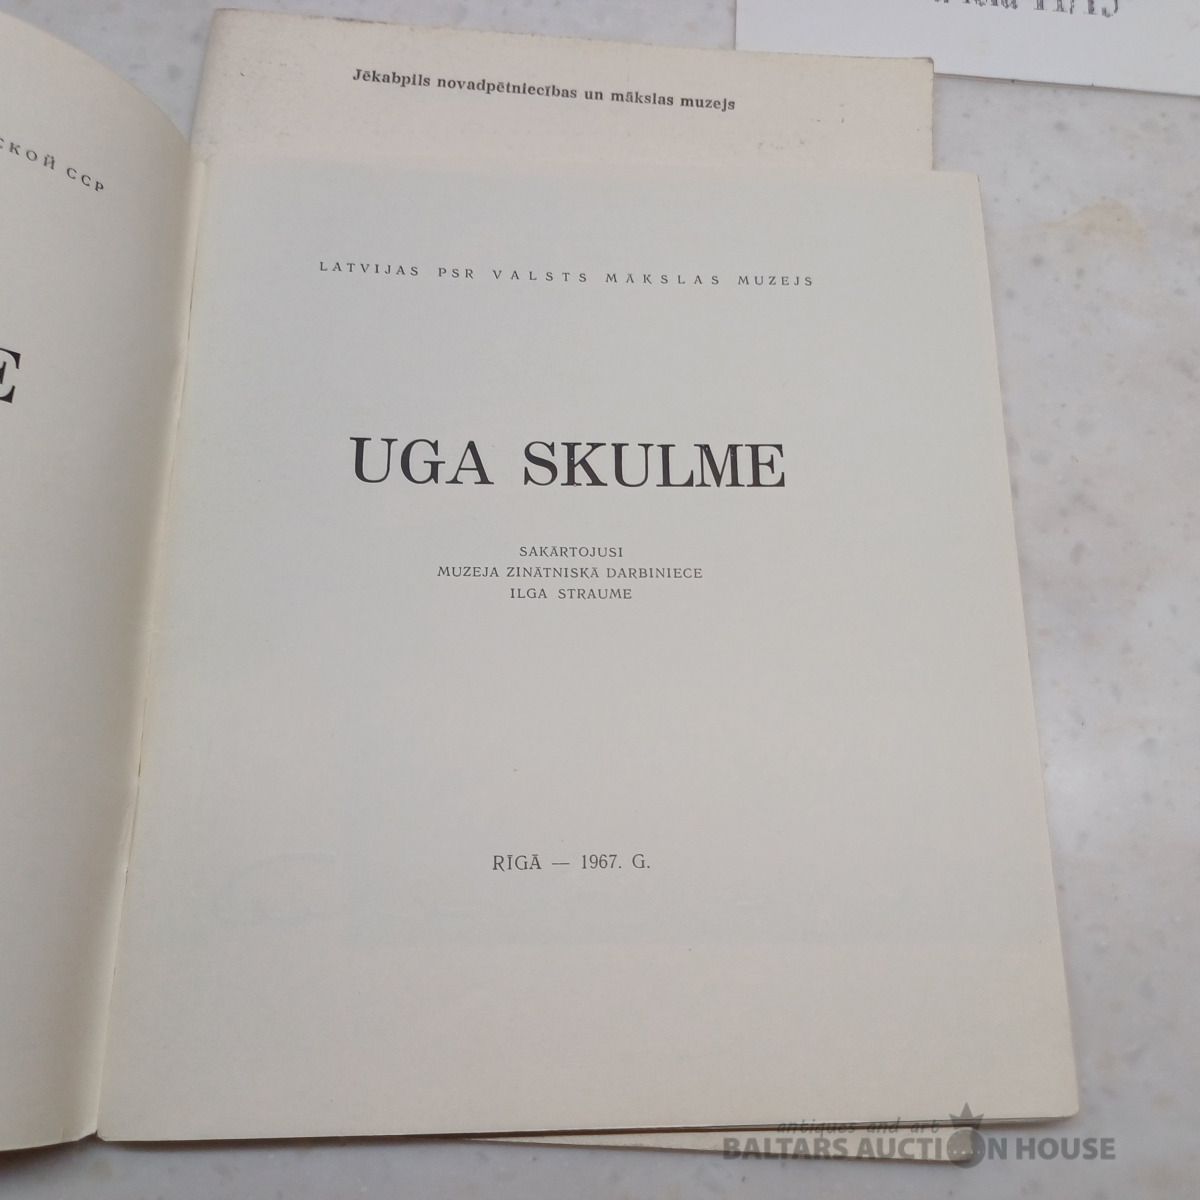 Jēkabpils novadpētniecības un mākslas muzejs
СКОЙ ССР
E
LATVIJAS PSR VALSTS MĀKSLAS MUZEJS
UGA SKULME
SAKĀRTOJUSI
MUZEJA ZINĀTNISKĀ DARBINIECE
ILGA STRAUME
RĪGĀ — 1967. G.
antiques and art
BALTARS AUCTION HOUSE